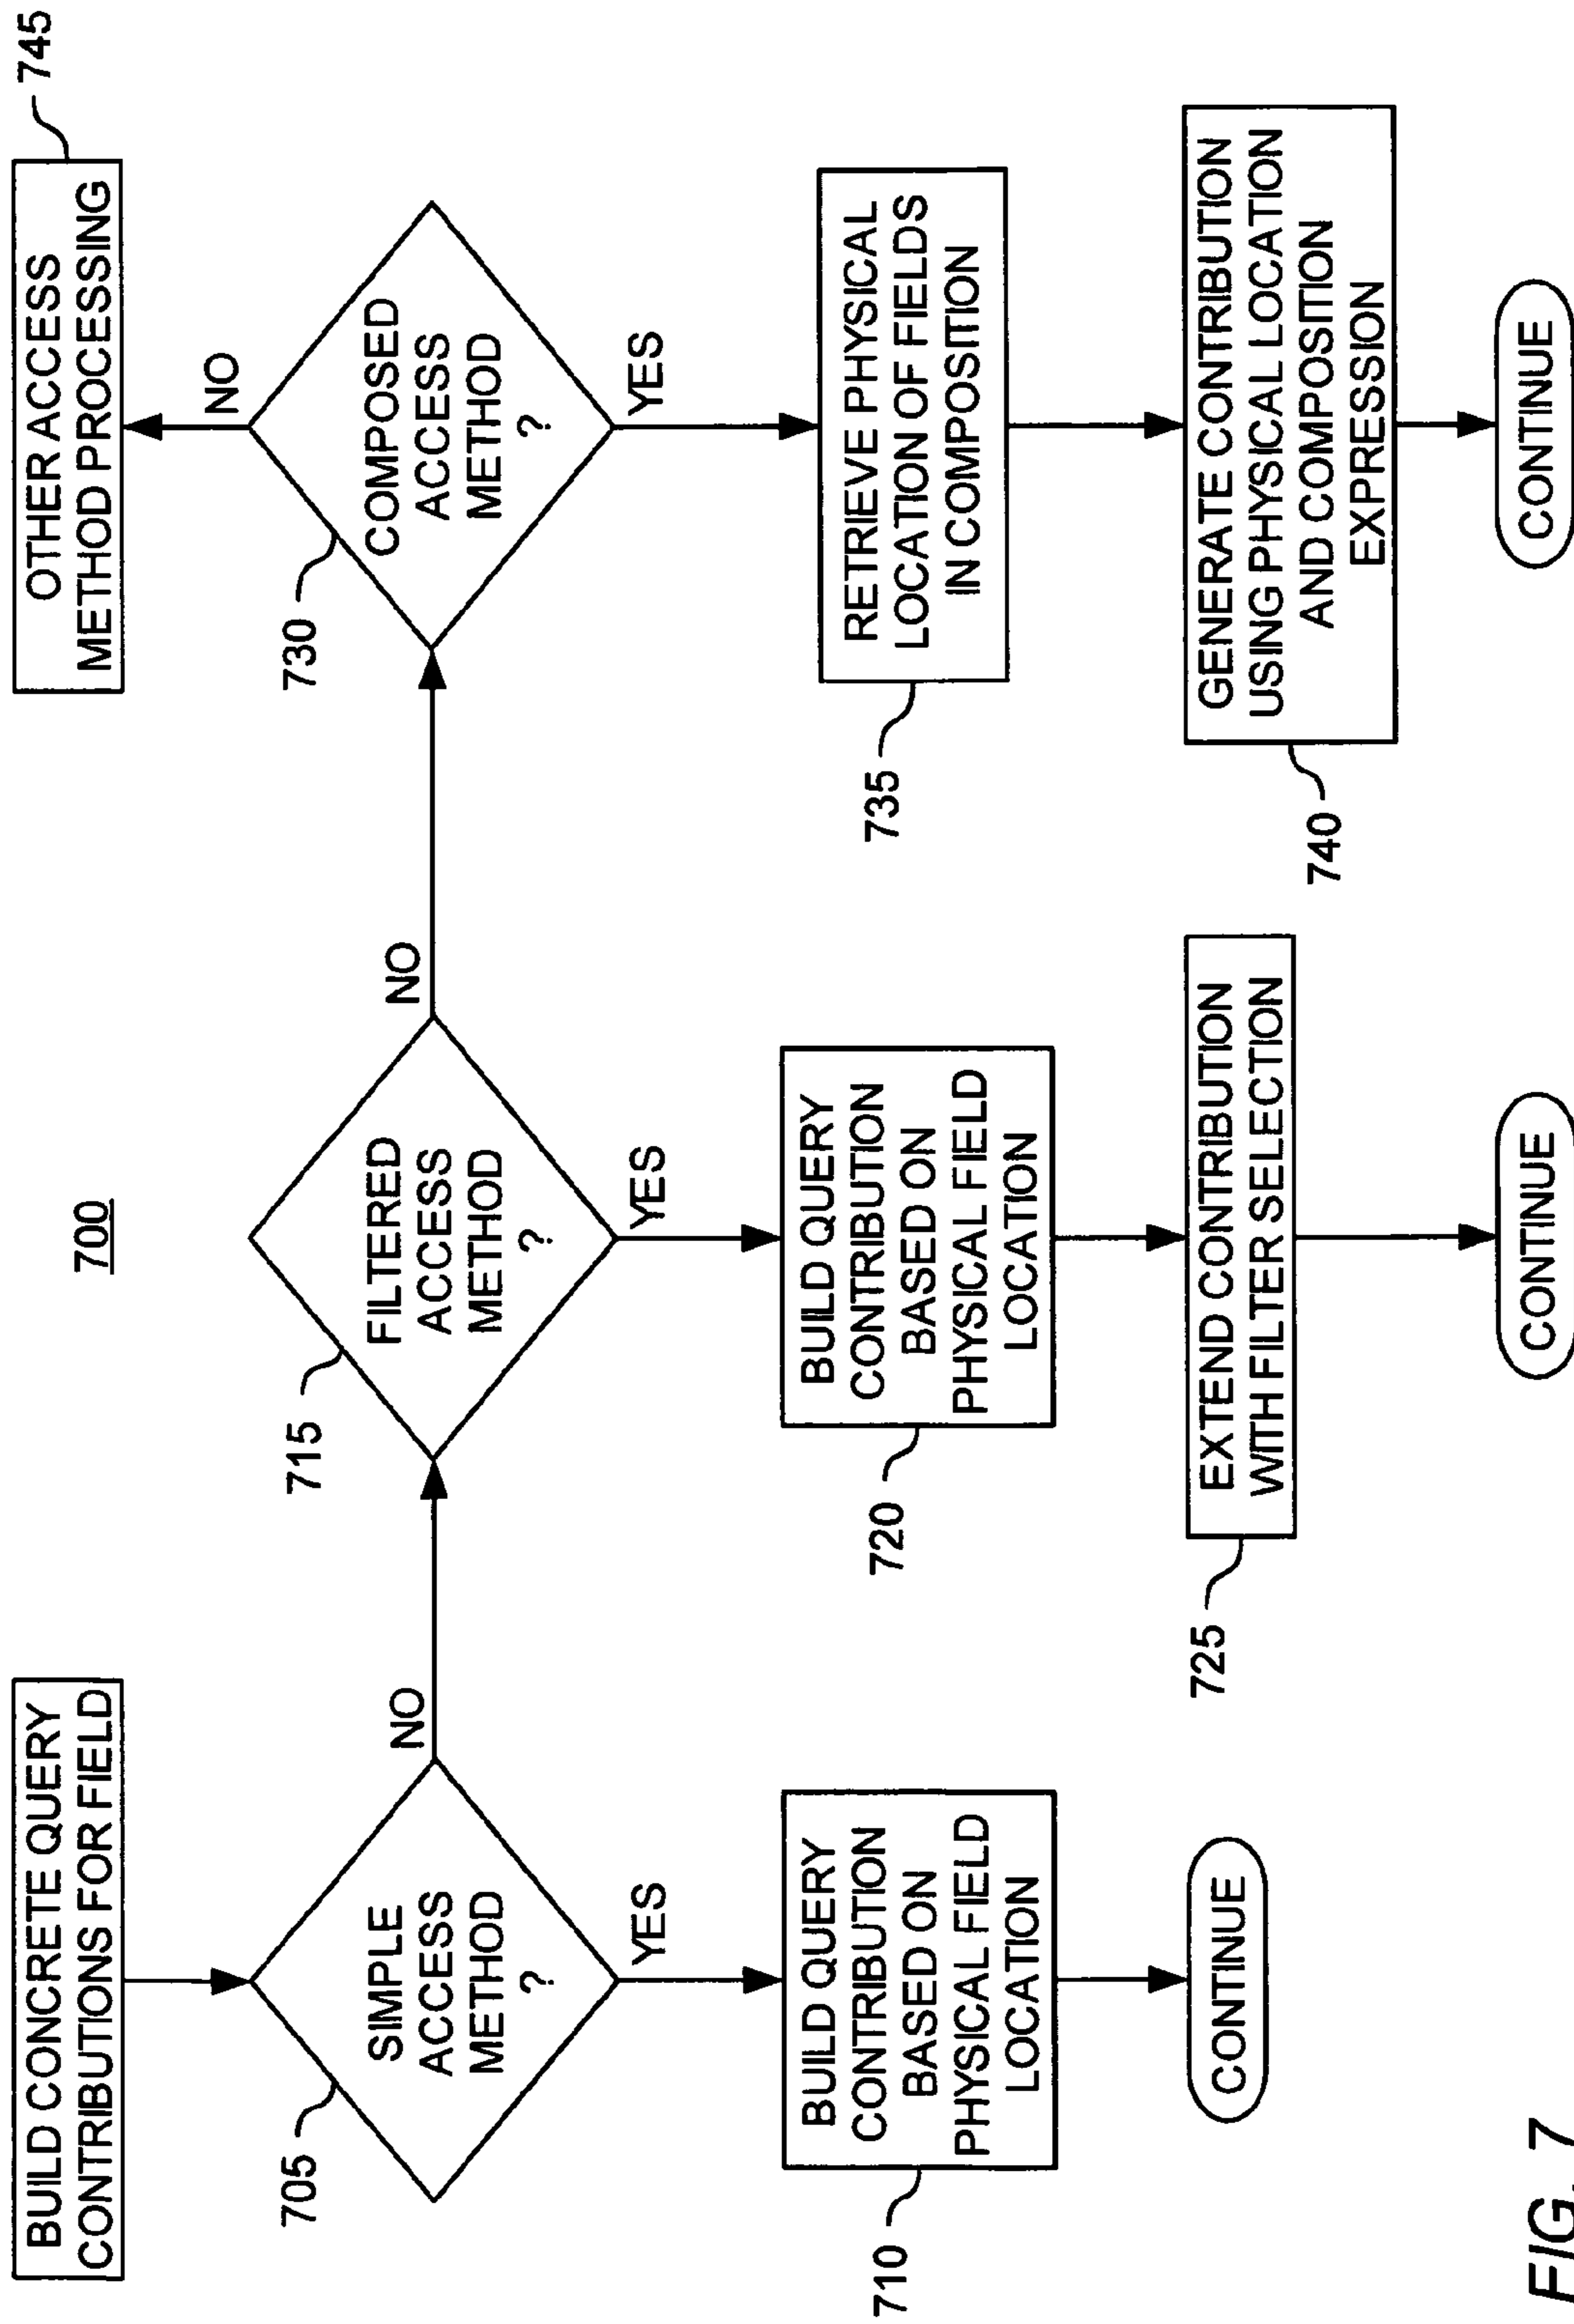 700
BUILD CONCRETE QUERY
CONTRIBUTIONS FOR FIELD
705
SIMPLE
ACCESS
METHOD
?
NO
YES
710
BUILD QUERY
CONTRIBUTION
BASED ON
PHYSICAL FIELD
LOCATION
CONTINUE
715
FILTERED
ACCESS
METHOD
?
NO
YES
720
BUILD QUERY
CONTRIBUTION
BASED ON
PHYSICAL FIELD
LOCATION
725
EXTEND CONTRIBUTION
WITH FILTER SELECTION
CONTINUE
730
COMPOSED
ACCESS
METHOD
?
NO
YES
745
OTHER ACCESS
METHOD PROCESSING
735
RETRIEVE PHYSICAL
LOCATION OF FIELDS
IN COMPOSITION
740
GENERATE CONTRIBUTION
USING PHYSICAL LOCATION
AND COMPOSITION
EXPRESSION
CONTINUE
FIG. 7